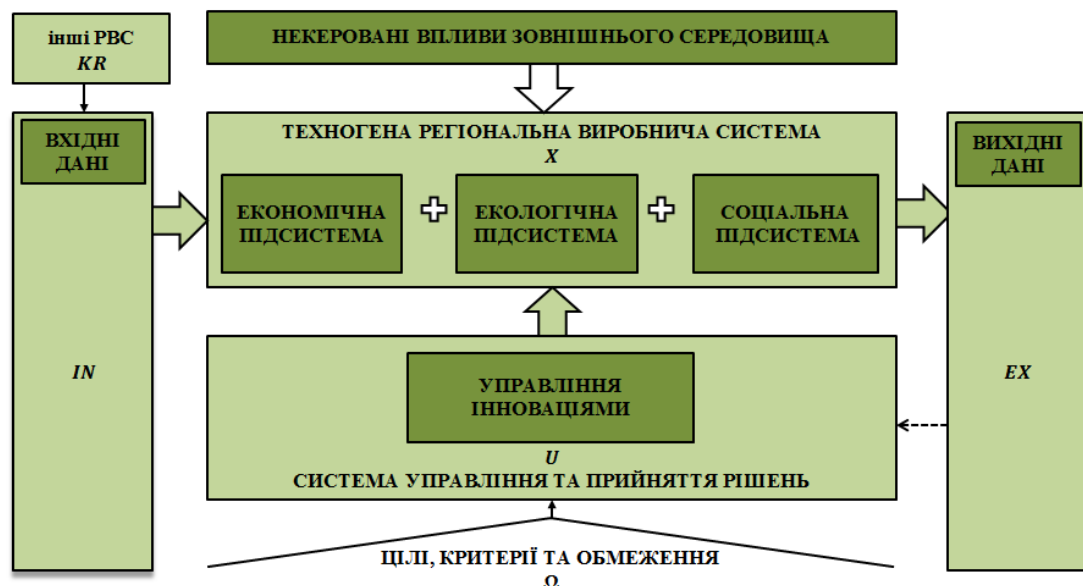 інші РВС
KR
НЕКЕРОВАНІ ВПЛИВИ ЗОВНІШНЬОГО СЕРЕДОВИЩА
ВХІДНІ
ДАНІ
IN
ТЕХНОГЕНА РЕГІОНАЛЬНА ВИРОБНИЧА СИСТЕМА
X
ЕКОНОМІЧНА
ПІДСИСТЕМА
ЕКОЛОГІЧНА
ПІДСИСТЕМА
СОЦІАЛЬНА
ПІДСИСТЕМА
ВИХІДНІ
ДАНІ
EX
УПРАВЛІННЯ
ІННОВАЦІЯМИ
U
СИСТЕМА УПРАВЛІННЯ ТА ПРИЙНЯТТЯ РІШЕНЬ
ЦІЛІ, КРИТЕРІЇ ТА ОБМЕЖЕННЯ